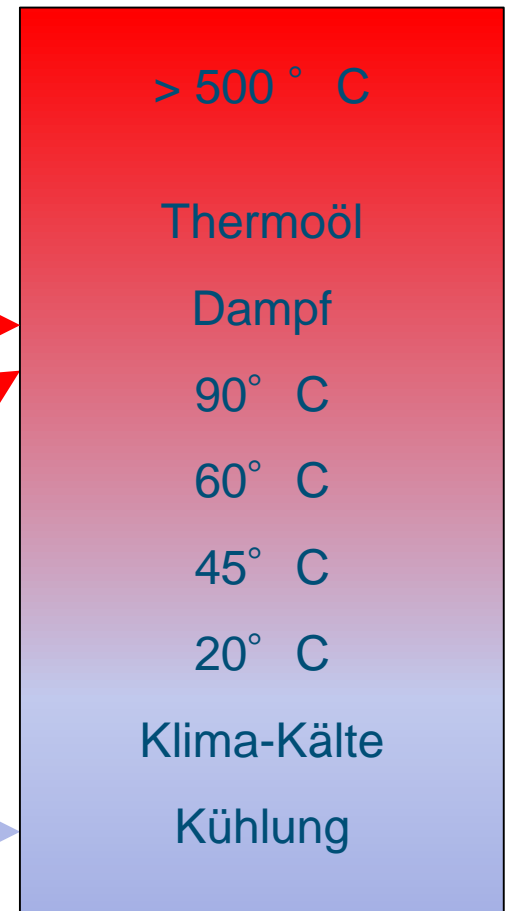 > 500 ° C
Thermoöl
Dampf
90° C
60° C
45° C
20° C
Klima-Kälte
Kühlung